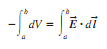 −∫_a^b dV = ∫_a^b E⃗ · dl⃗